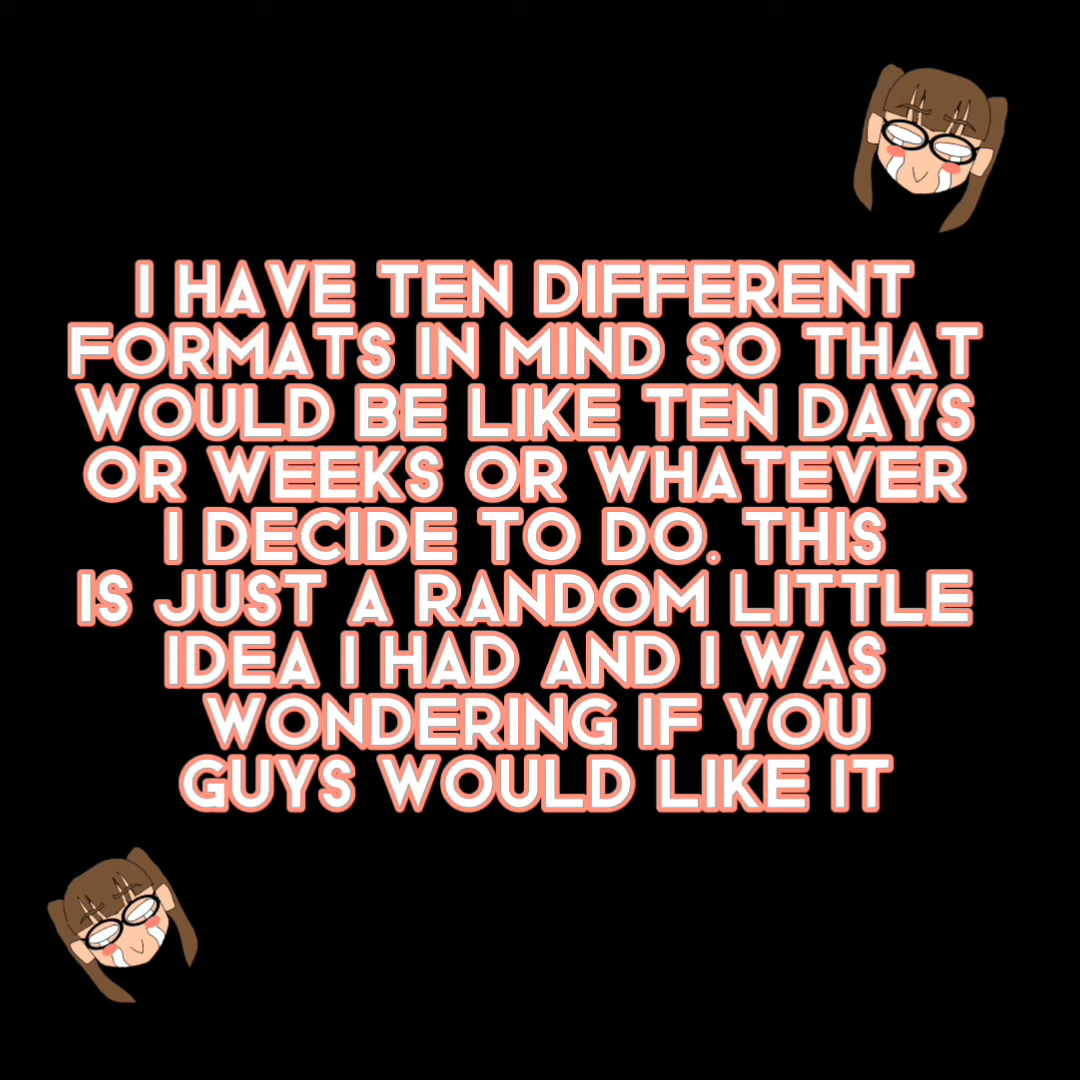 I HAVE TEN DIFFERENT
FORMATS IN MIND SO THAT
WOULD BE LIKE TEN DAYS
OR WEEKS OR WHATEVER
I DECIDE TO DO. THIS
IS JUST A RANDOM LITTLE
IDEA I HAD AND I WAS
WONDERING IF YOU
GUYS WOULD LIKE IT